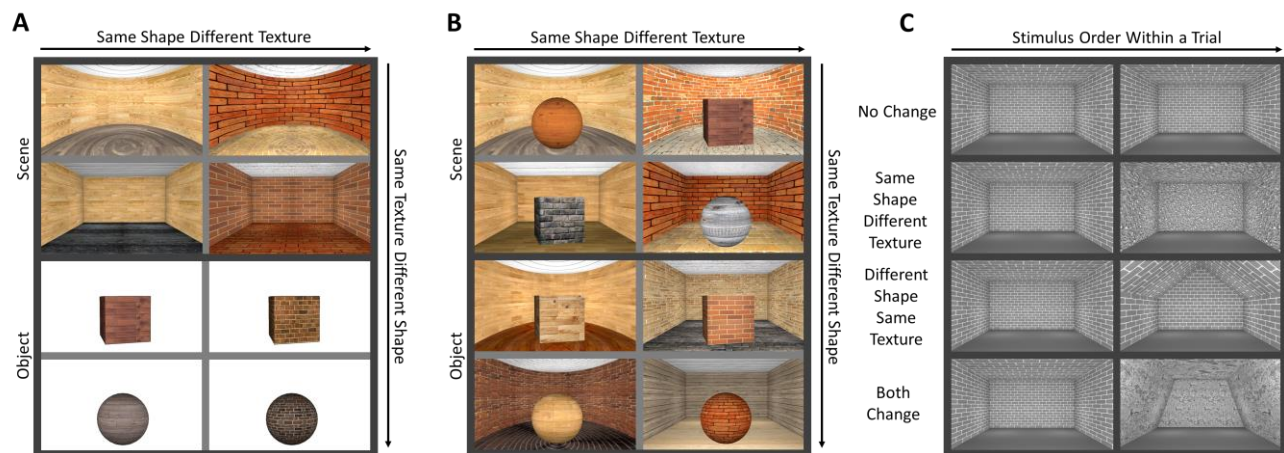 A
Same Shape Different Texture
Scene
Object
Same Texture Different Shape
B
Same Shape Different Texture
Scene
Object
Same Texture Different Shape
C
Stimulus Order Within a Trial
No Change
Same
Shape
Different
Texture
Different
Shape
Same
Texture
Both
Change